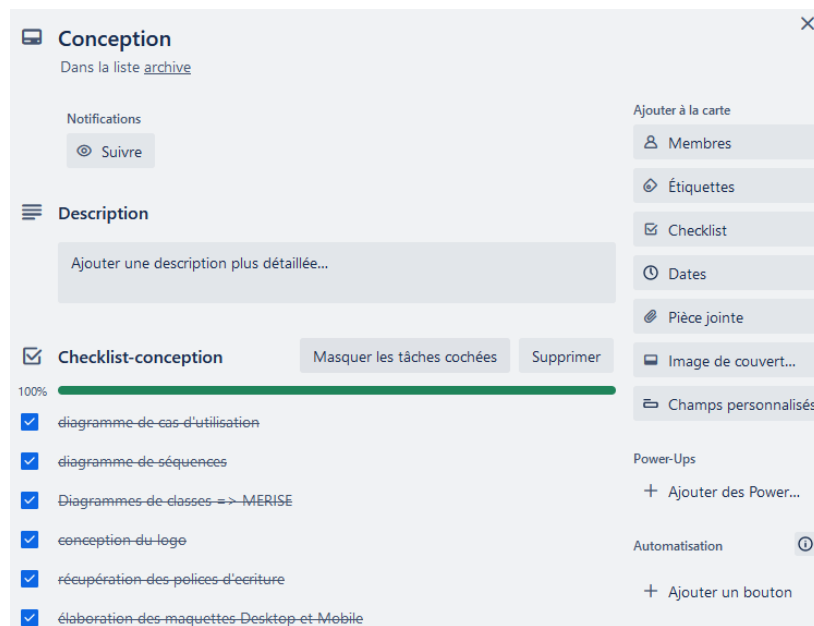 Conception
Dans la liste archive
Notifications
Suivre
Description
Ajouter une description plus détaillée...
Checklist-conception
Masquer les tâches cochées
Supprimer
100%
diagramme de cas d'utilisation
diagramme de séquences
Diagrammes de classes => MERISE
conception du logo
récupération des polices d'ecriture
élaboration des maquettes Desktop et Mobile
Ajouter à la carte
Membres
Étiquettes
Checklist
Dates
Pièce jointe
Image de couvert...
Champs personnalisés
Power-Ups
Ajouter des Power...
Automatisation
Ajouter un bouton